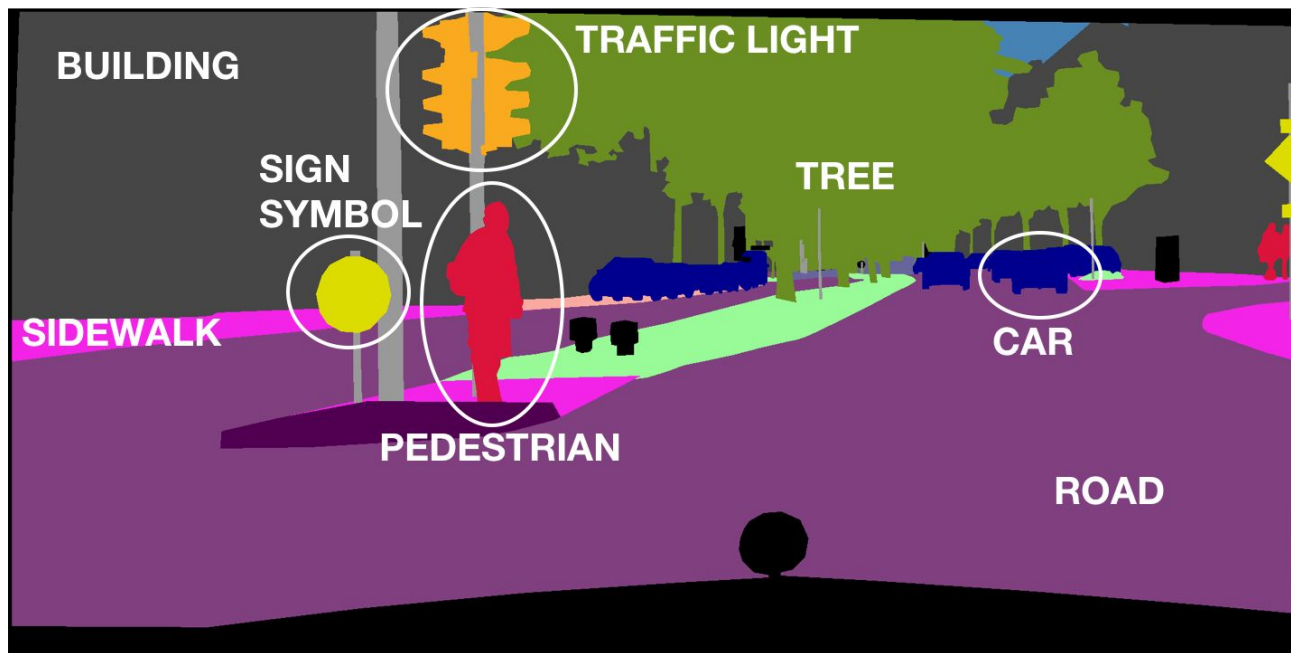 BUILDING
TRAFFIC LIGHT
SIGN
SYMBOL
TREE
SIDEWALK
CAR
PEDESTRIAN
ROAD